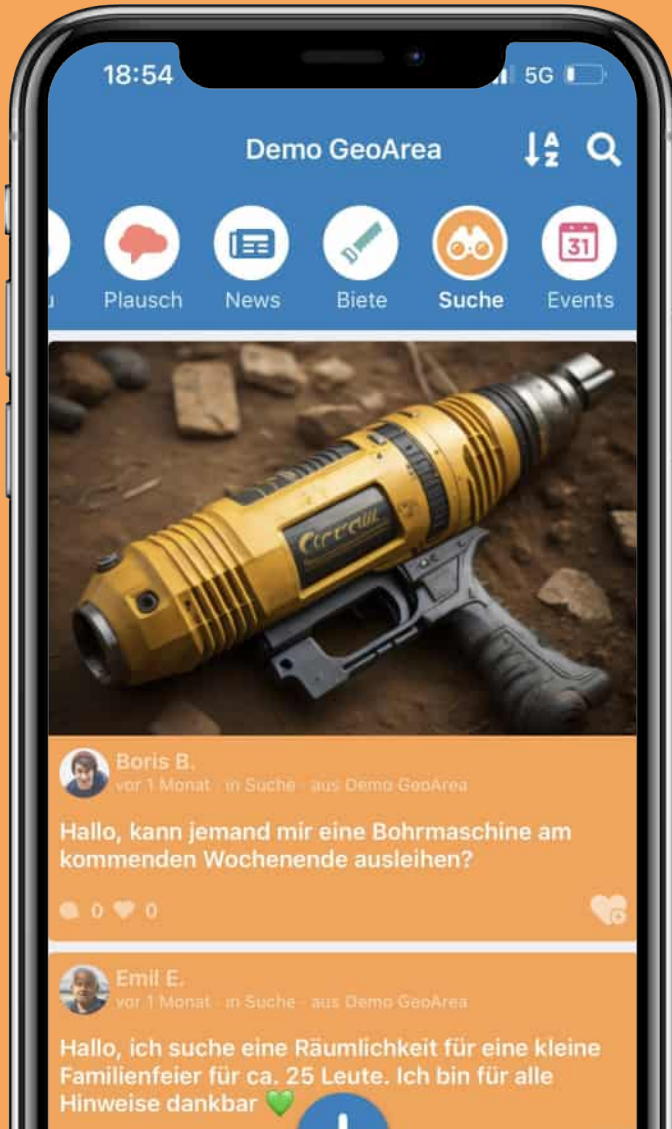 18:54
5G
Demo GeoArea
A
Z
Plausch
News
Biete
Suche
31
Events
Boris B.
vor 1 Monat · in Suche · aus Demo GeoArea
Hallo, kann jemand mir eine Bohrmaschine am
kommenden Wochenende ausleihen?
0
0
Emil E.
vor 1 Monat · in Suche · aus Demo GeoArea
Hallo, ich suche eine Räumlichkeit für eine kleine
Familienfeier für ca. 25 Leute. Ich bin für alle
Hinweise dankbar 💚